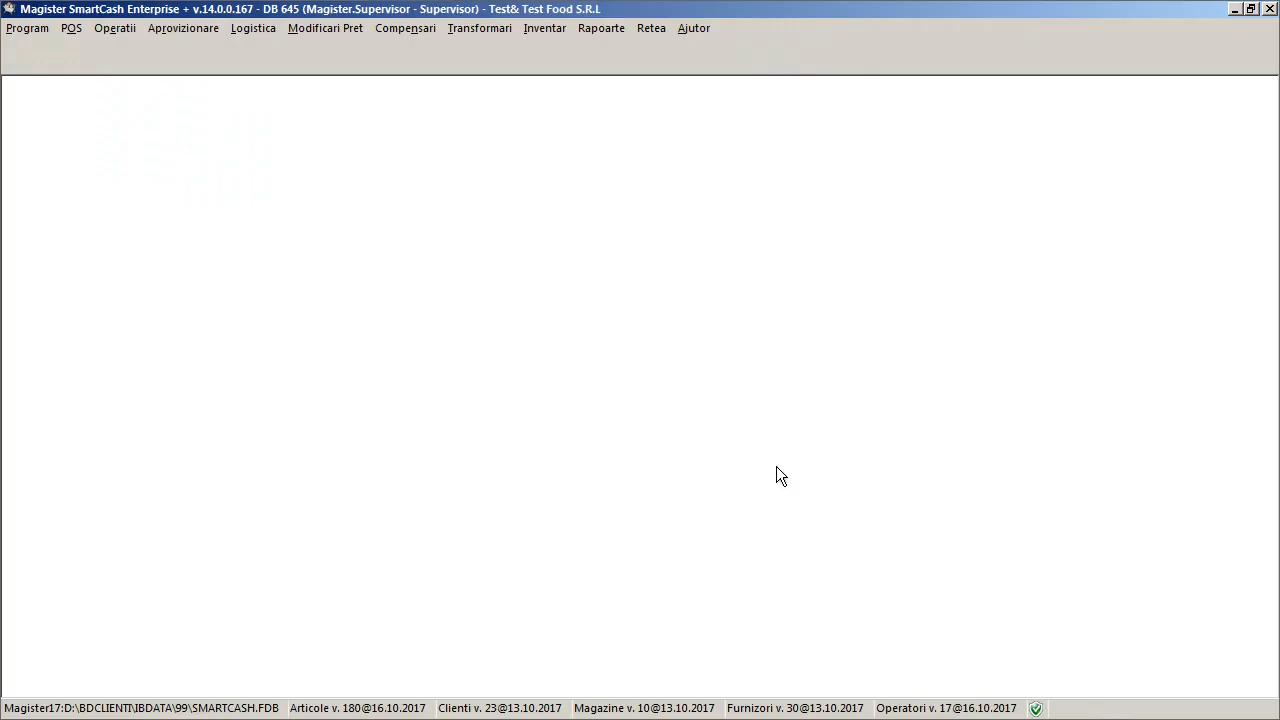 Magister SmartCash Enterprise + v.14.0.0.167 - DB 645 (Magister.Supervisor - Supervisor) - Test& Test Food S.R.L
Program POS Operatii Aprovizionare Logistica Modificari Pret Compensari Transformari Inventar Rapoarte Retea Ajutor
Magister17:D:\BDCLIENTI\IBDATA\99\SMARTCASH.FDB Articole v. 180@16.10.2017 Clienti v. 23@13.10.2017 Magazine v. 10@13.10.2017 Furnizori v. 30@13.10.2017 Operatori v. 17@16.10.2017